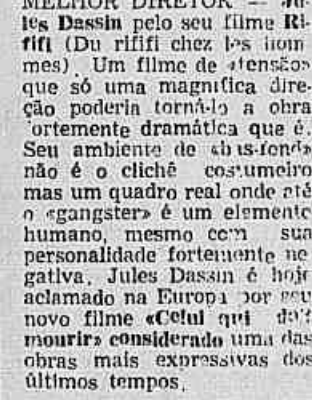 MELHOR DIRETOR — Ju-
les Dassin pelo seu filme Ri-
fifi (Du rififi chez les hom
mes). Um filme de «tensão»
que só uma magnífica dire-
ção poderia torná-lo a obra
ortemente dramática que é.
Seu ambiente de «bas-fond»
não é o clichê costumeiro
mas um quadro real onde até
o «gangster» é um elemento
humano, mesmo com sua
personalidade fortemente ne
gativa. Jules Dassin é hoje
aclamado na Europa por seu
novo filme «Celui qui doit
mourir» considerado uma das
obras mais expressivas dos
últimos tempos.